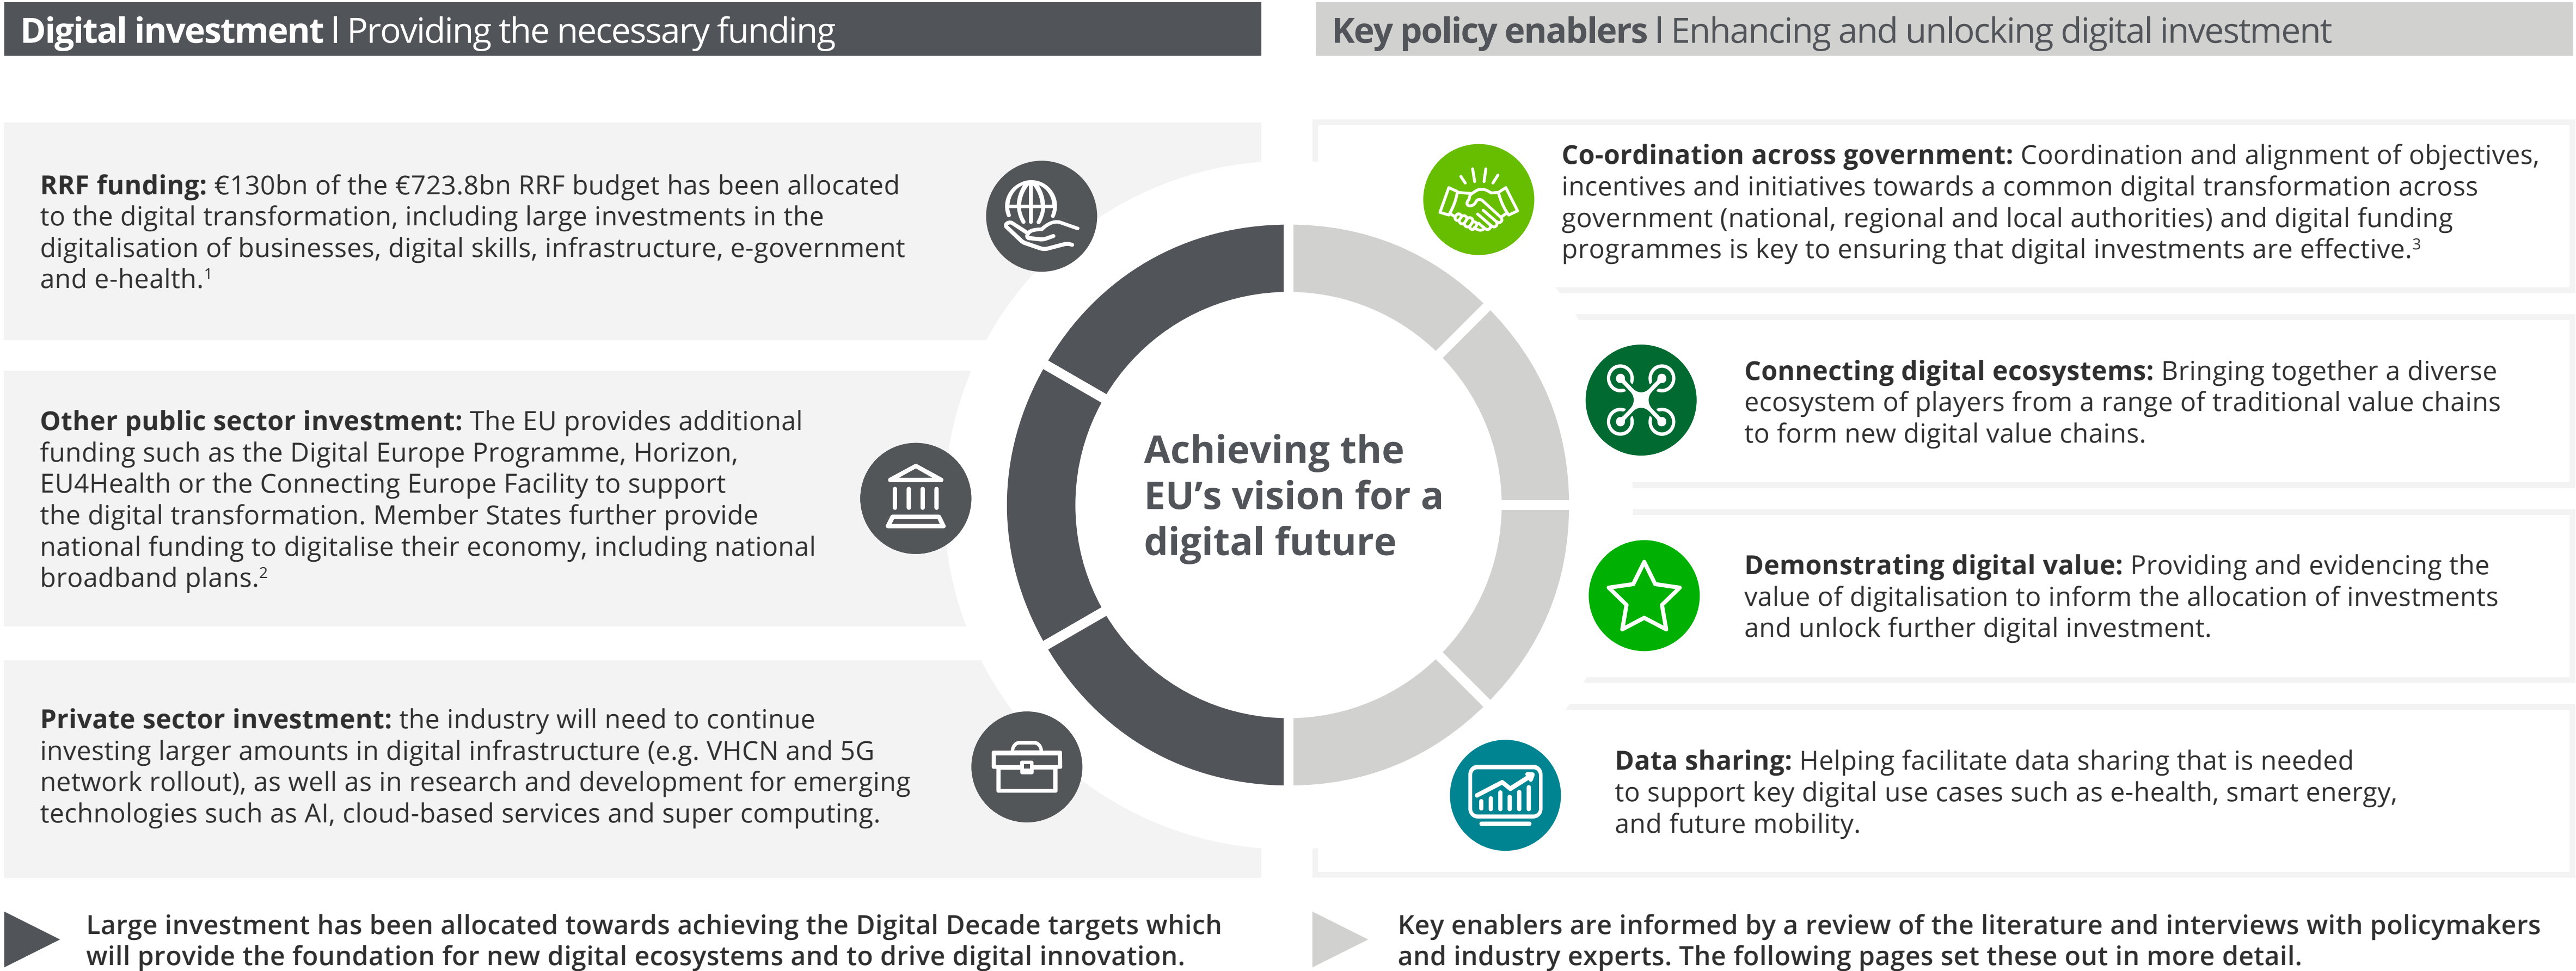 Digital investment | Providing the necessary funding
RRF funding: €130bn of the €723.8bn RRF budget has been allocated
to the digital transformation, including large investments in the
digitalisation of businesses, digital skills, infrastructure, e-government
and e-health.1
Other public sector investment: The EU provides additional
funding such as the Digital Europe Programme, Horizon,
EU4Health or the Connecting Europe Facility to support
the digital transformation. Member States further provide
national funding to digitalise their economy, including national
broadband plans.2
Private sector investment: the industry will need to continue
investing larger amounts in digital infrastructure (e.g. VHCN and 5G
network rollout), as well as in research and development for emerging
technologies such as AI, cloud-based services and super computing.
Large investment has been allocated towards achieving the Digital Decade targets which
will provide the foundation for new digital ecosystems and to drive digital innovation.
Achieving the
EU’s vision for a
digital future
Key policy enablers | Enhancing and unlocking digital investment
Co-ordination across government: Coordination and alignment of objectives,
incentives and initiatives towards a common digital transformation across
government (national, regional and local authorities) and digital funding
programmes is key to ensuring that digital investments are effective.3
Connecting digital ecosystems: Bringing together a diverse
ecosystem of players from a range of traditional value chains
to form new digital value chains.
Demonstrating digital value: Providing and evidencing the
value of digitalisation to inform the allocation of investments
and unlock further digital investment.
Data sharing: Helping facilitate data sharing that is needed
to support key digital use cases such as e-health, smart energy,
and future mobility.
Key enablers are informed by a review of the literature and interviews with policymakers
and industry experts. The following pages set these out in more detail.